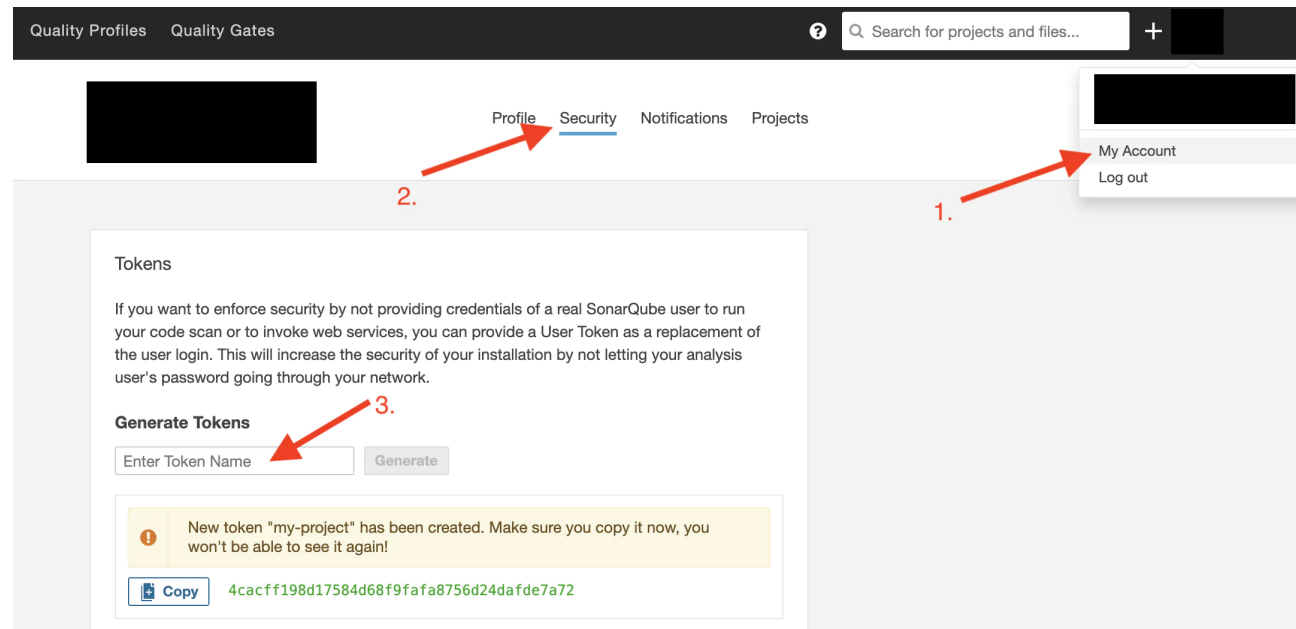 Quality Profiles Quality Gates
Search for projects and files...
Profile Security Notifications Projects
My Account
Log out
1.
2.
Tokens
If you want to enforce security by not providing credentials of a real SonarQube user to run
your code scan or to invoke web services, you can provide a User Token as a replacement of
the user login. This will increase the security of your installation by not letting your analysis
user's password going through your network.
3.
Generate Tokens
Enter Token Name Generate
New token "my-project" has been created. Make sure you copy it now, you
won't be able to see it again!
Copy 4cacff198d17584d68f9fafa8756d24dafde7a72